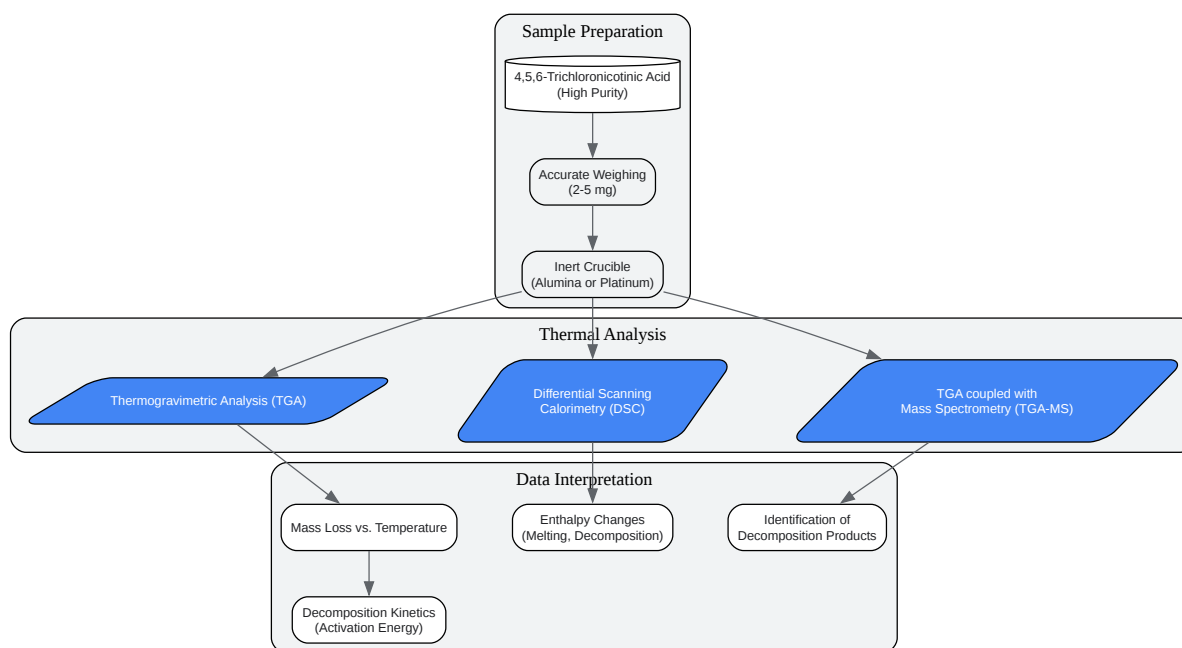 Sample Preparation
4,5,6-Trichloronicotinic Acid
(High Purity)
Accurate Weighing
(2-5 mg)
Inert Crucible
(Alumina or Platinum)
Thermal Analysis
Thermogravimetric Analysis (TGA)
Differential Scanning
Calorimetry (DSC)
TGA coupled with
Mass Spectrometry (TGA-MS)
Data Interpretation
Mass Loss vs. Temperature
Enthalpy Changes
(Melting, Decomposition)
Identification of
Decomposition Products
Decomposition Kinetics
(Activation Energy)